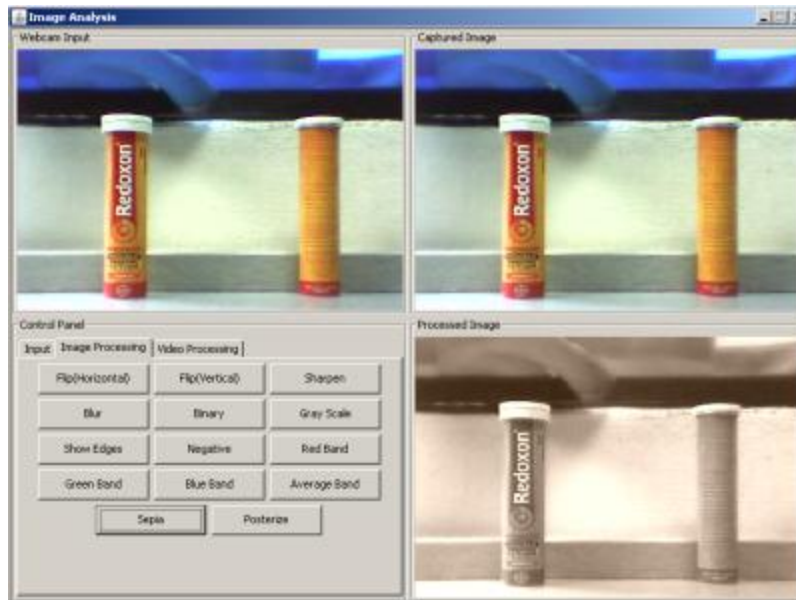 Image Analysis
Webcam Input
Captured Image
Redoxon
Redoxon
Control Panel
Processed Image
Input Image Processing Video Processing
Flip(Horizontal) Flip(Vertical) Sharpen
Blur Binary Gray Scale
Show Edges Negative Red Band
Green Band Blue Band Average Band
Sepia Posterize
Redoxon